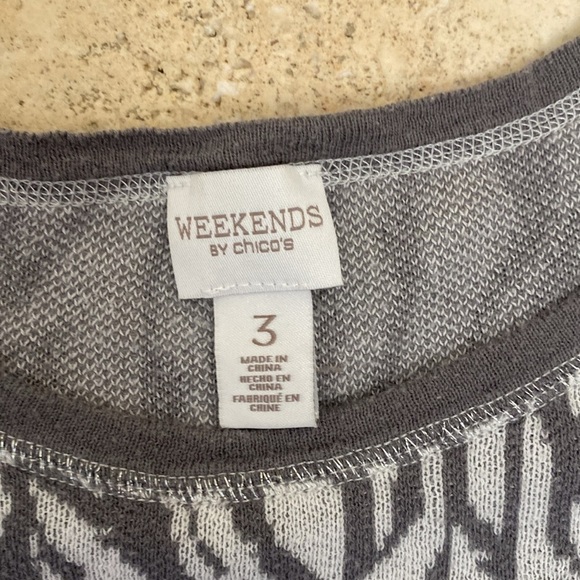 WEEKENDS
BY chico's
3
MADE IN
CHINA
HECHO EN
CHINA
FABRIQUÉ EN
CHINE